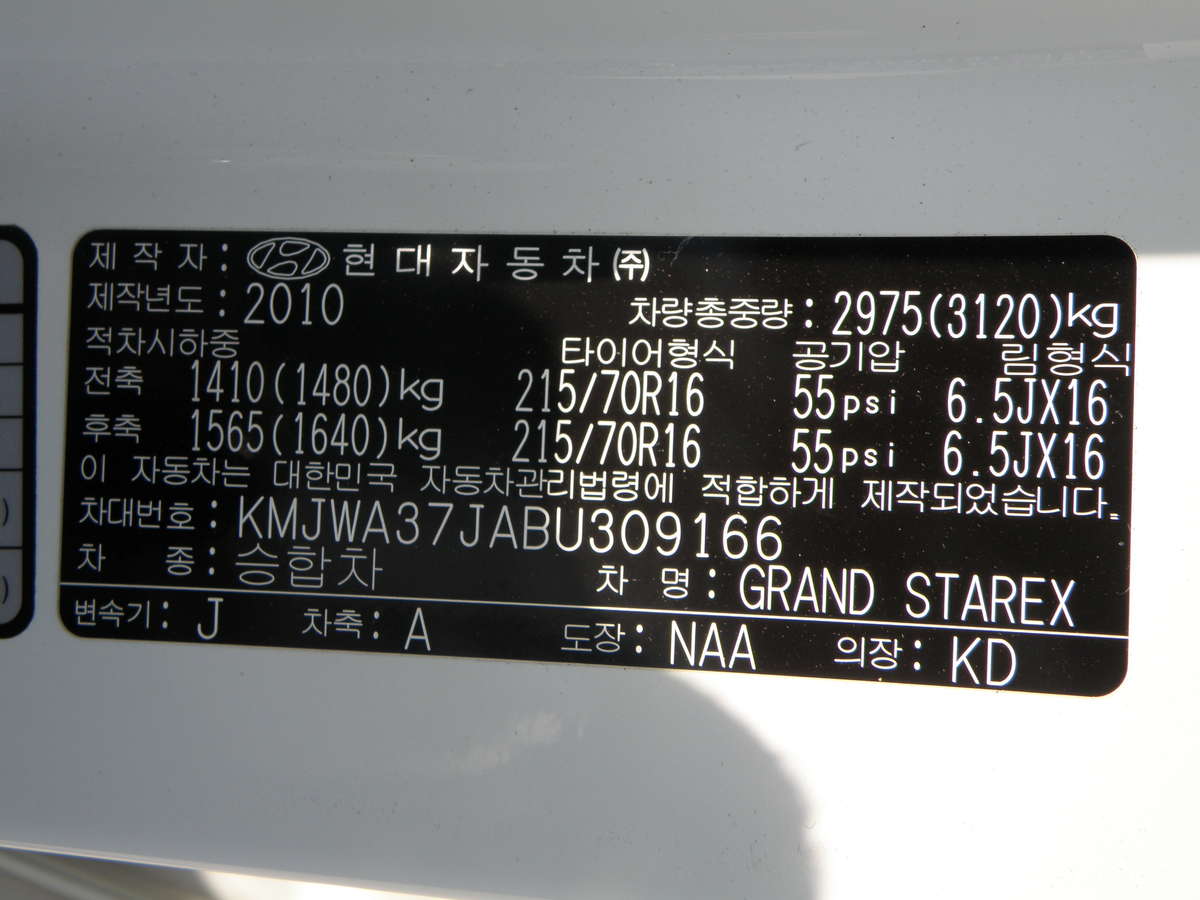 제 작 자 : 현 대 자 동 차 ㈜
제작년도 : 2010 차량총중량 : 2975(3120)kg
적차시하중 타이어형식 공기압 림형식
전축 1410(1480)kg 215/70R16 55psi 6.5JX16
후축 1565(1640)kg 215/70R16 55psi 6.5JX16
이 자동차는 대한민국 자동차관리법령에 적합하게 제작되었습니다.
차대번호 : KMJWA37JABU309166
차 종 : 승합차 차 명 : GRAND STAREX
변속기 : J 차축 : A 도장 : NAA 의장 : KD